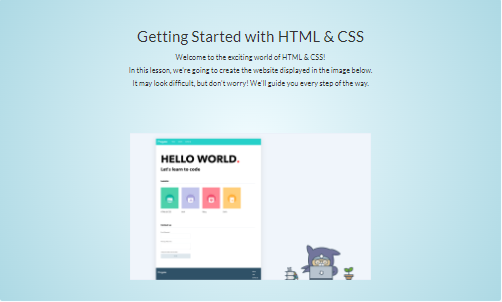 Getting Started with HTML & CSS
Welcome to the exciting world of HTML & CSS!
In this lesson, we're going to create the website displayed in the image below.
It may look difficult, but don't worry! We'll guide you every step of the way.
HELLO WORLD.
Let's learn to code